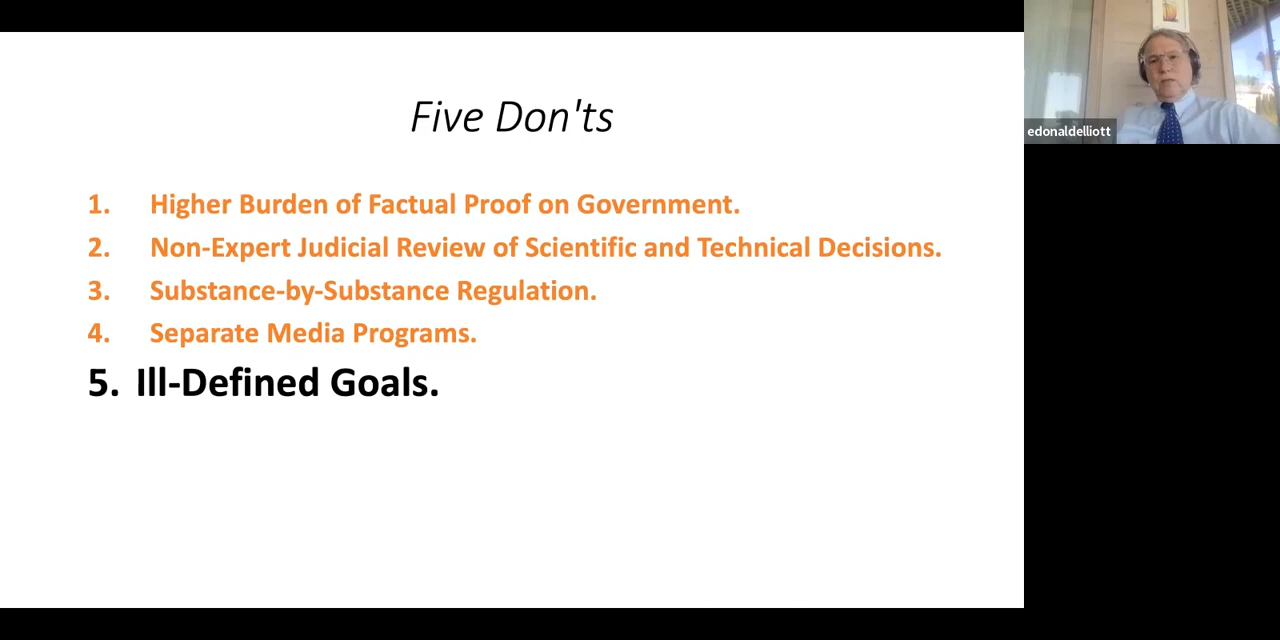 Five Don'ts
1. Higher Burden of Factual Proof on Government.
2. Non-Expert Judicial Review of Scientific and Technical Decisions.
3. Substance-by-Substance Regulation.
4. Separate Media Programs.
5. Ill-Defined Goals.
edonaldelliott